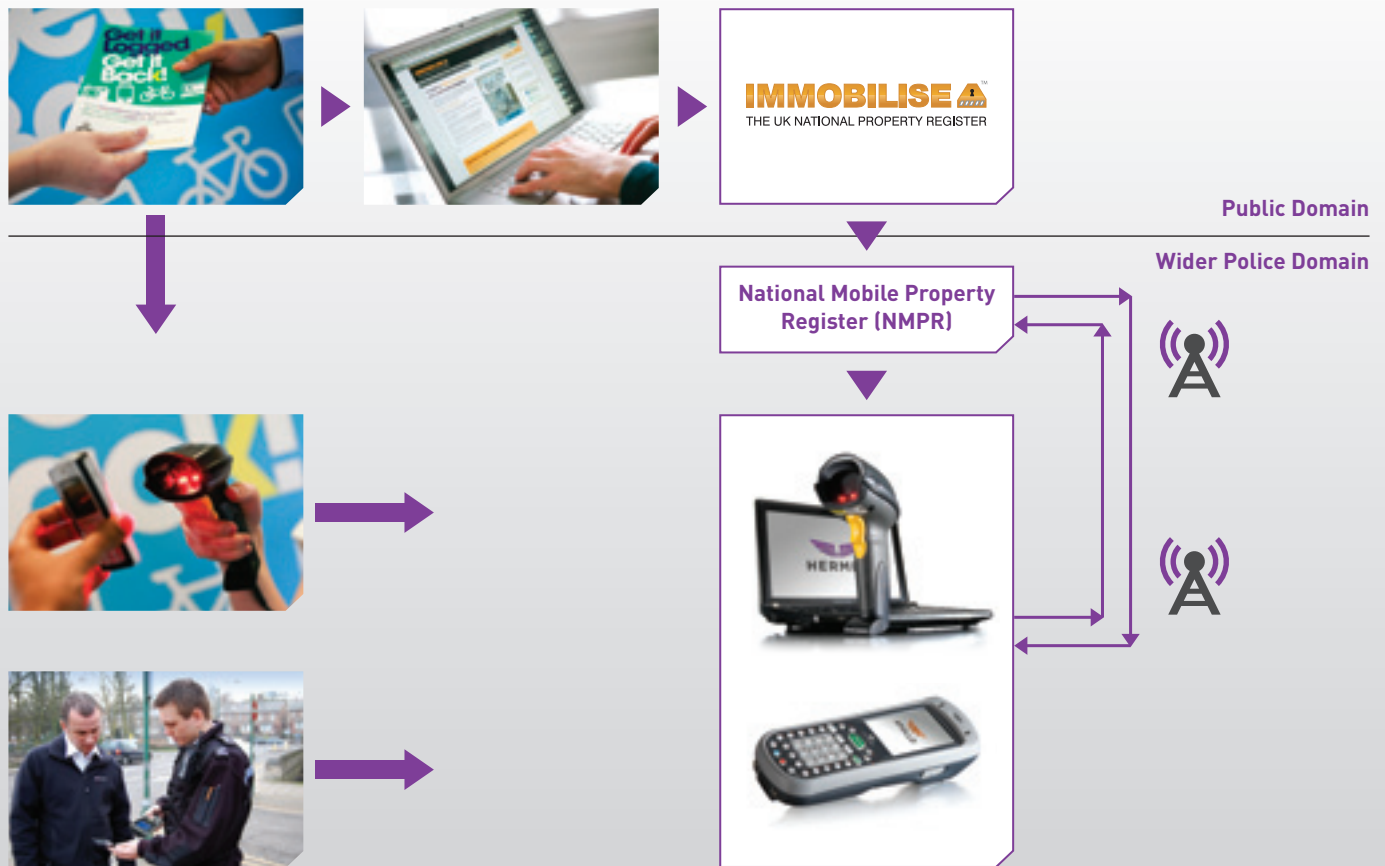 Get it
Logged
Get it
Back!
IMMOBILISE
™
THE UK NATIONAL PROPERTY REGISTER
Public Domain
Wider Police Domain
National Mobile Property
Register (NMPR)